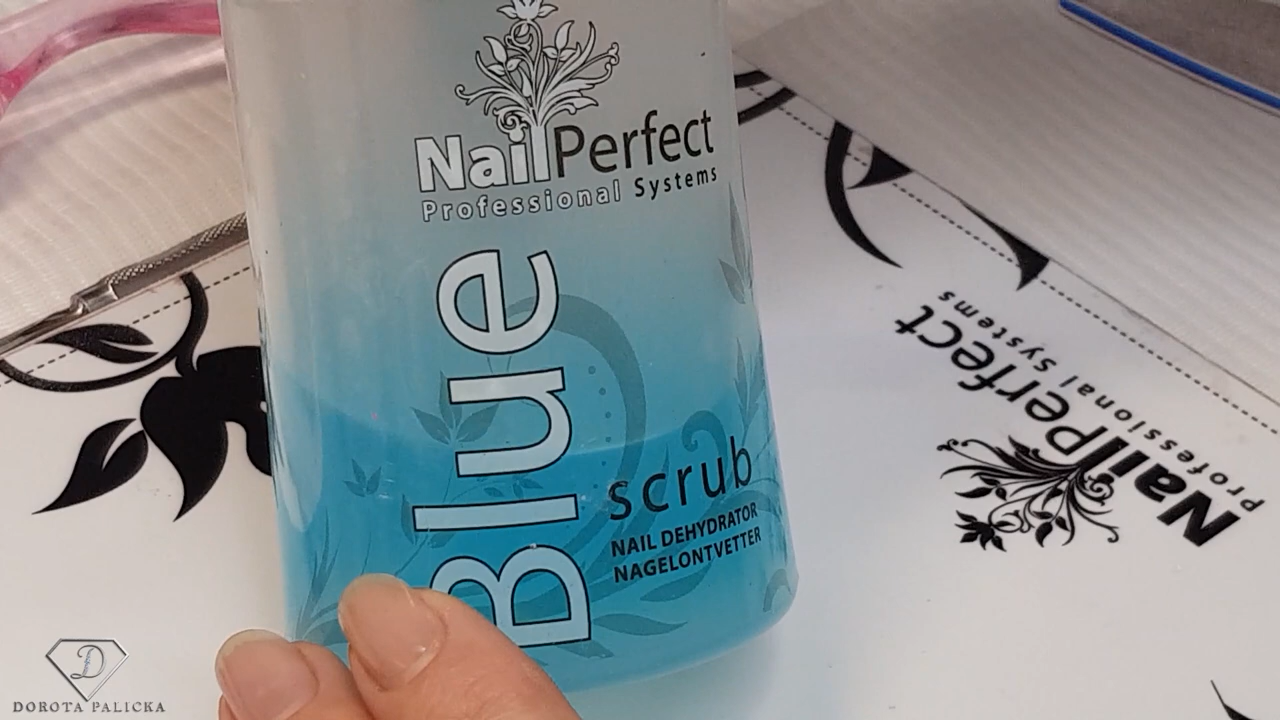 NailPerfect
Professional Systems
Blue
scrub
NAIL DEHYDRATOR
NAGELONTVETTER
NailPerfect
Professional Systems
D
DOROTA PALICKA